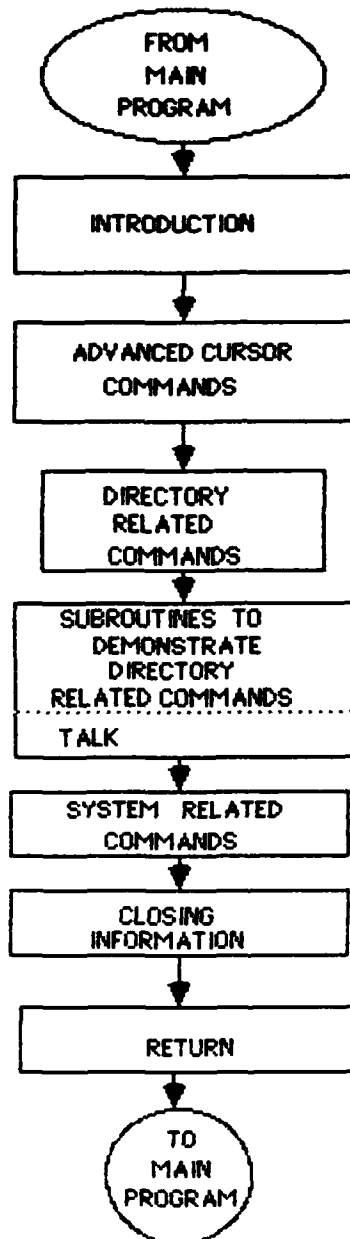 FROM
MAIN
PROGRAM
INTRODUCTION
ADVANCED CURSOR
COMMANDS
DIRECTORY
RELATED
COMMANDS
SUBROUTINES TO
DEMONSTRATE
DIRECTORY
RELATED COMMANDS
TALK
SYSTEM RELATED
COMMANDS
CLOSING
INFORMATION
RETURN
TO
MAIN
PROGRAM